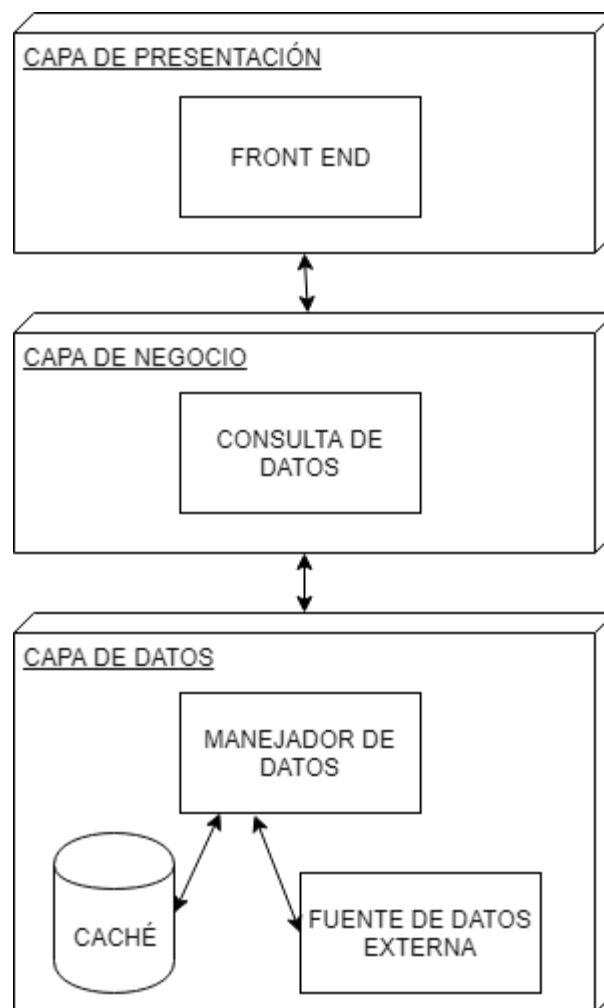 CAPA DE PRESENTACIÓN
FRONT END
CAPA DE NEGOCIO
CONSULTA DE
DATOS
CAPA DE DATOS
MANEJADOR DE
DATOS
CACHÉ
FUENTE DE DATOS
EXTERNA